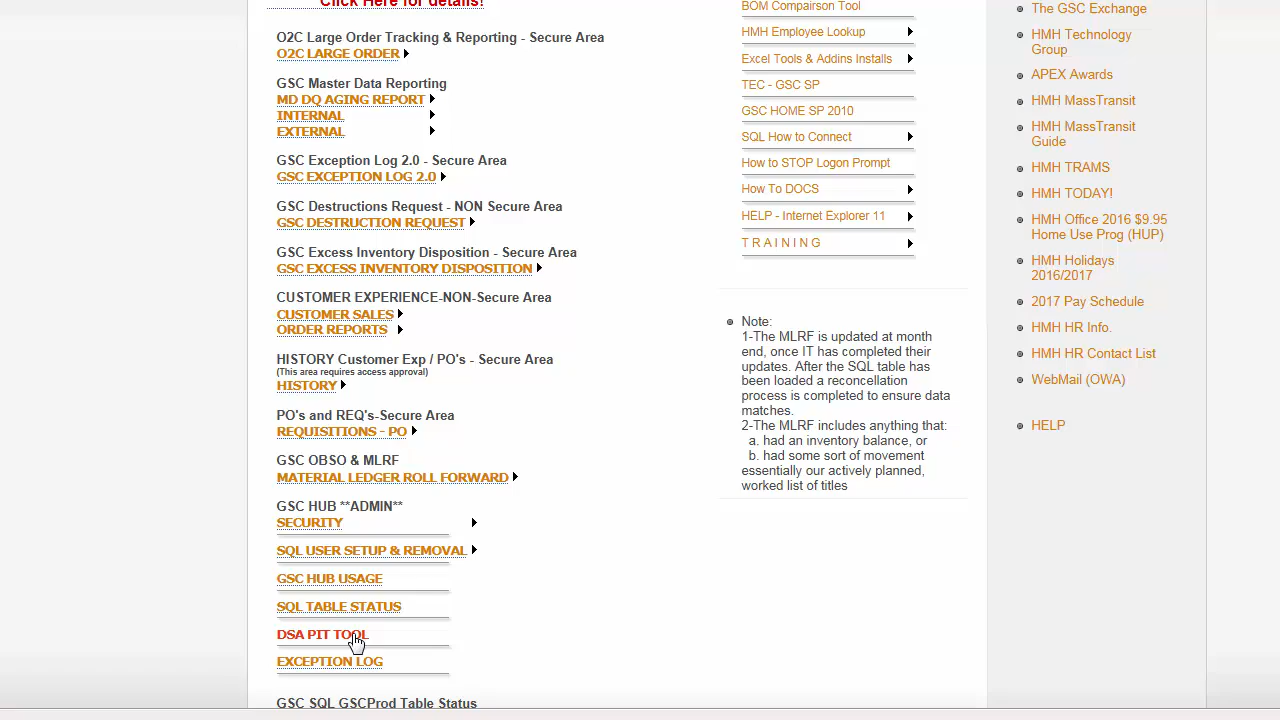 Click Here for details!
O2C Large Order Tracking & Reporting - Secure Area
O2C LARGE ORDER
GSC Master Data Reporting
MD DQ AGING REPORT
INTERNAL
EXTERNAL
GSC Exception Log 2.0 - Secure Area
GSC EXCEPTION LOG 2.0
GSC Destructions Request - NON Secure Area
GSC DESTRUCTION REQUEST
GSC Excess Inventory Disposition - Secure Area
GSC EXCESS INVENTORY DISPOSITION
CUSTOMER EXPERIENCE-NON-Secure Area
CUSTOMER SALES
ORDER REPORTS
HISTORY Customer Exp / PO's - Secure Area
(This area requires access approval)
HISTORY
PO's and REQ's-Secure Area
REQUISITIONS - PO
GSC OBSO & MLRF
MATERIAL LEDGER ROLL FORWARD
GSC HUB **ADMIN**
SECURITY
SQL USER SETUP & REMOVAL
GSC HUB USAGE
SQL TABLE STATUS
DSA PIT TOOL
EXCEPTION LOG
GSC SQL GSCProd Table Status
BOM Compairson Tool
HMH Employee Lookup
Excel Tools & Addins Installs
TEC - GSC SP
GSC HOME SP 2010
SQL How to Connect
How to STOP Logon Prompt
How To DOCS
HELP - Internet Explorer 11
T R A I N I N G
Note:
1-The MLRF is updated at month
end, once IT has completed their
updates. After the SQL table has
been loaded a reconcellation
process is completed to ensure data
matches.
2-The MLRF includes anything that:
a. had an inventory balance, or
b. had some sort of movement
essentially our actively planned,
worked list of titles
The GSC Exchange
HMH Technology
Group
APEX Awards
HMH MassTransit
HMH MassTransit
Guide
HMH TRAMS
HMH TODAY!
HMH Office 2016 $9.95
Home Use Prog (HUP)
HMH Holidays
2016/2017
2017 Pay Schedule
HMH HR Info.
HMH HR Contact List
WebMail (OWA)
HELP